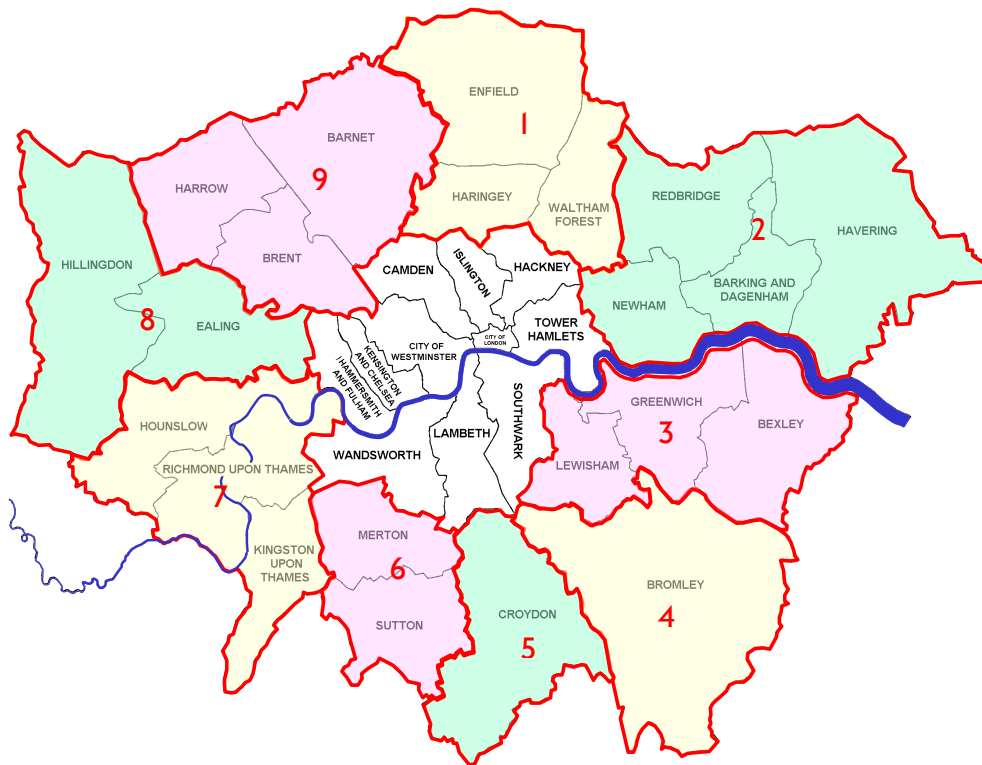 ENFIELD
1
BARNET
9
HARROW
HARINGEY
WALTHAM
FOREST
REDBRIDGE
2
HAVERING
HILLINGDON
BRENT
CAMDEN
ISLINGTON
HACKNEY
BARKING AND
DAGENHAM
NEWHAM
8
EALING
TOWER
HAMLETS
CITY OF
LONDON
CITY OF
WESTMINSTER
KENSINGTON
AND CHELSEA
HAMMERSMITH
AND FULHAM
SOUTHWARK
GREENWICH
3
BEXLEY
HOUNSLOW
LAMBETH
WANDSWORTH
LEWISHAM
RICHMOND UPON THAMES
7
MERTON
6
KINGSTON
UPON
THAMES
BROMLEY
4
CROYDON
5
SUTTON